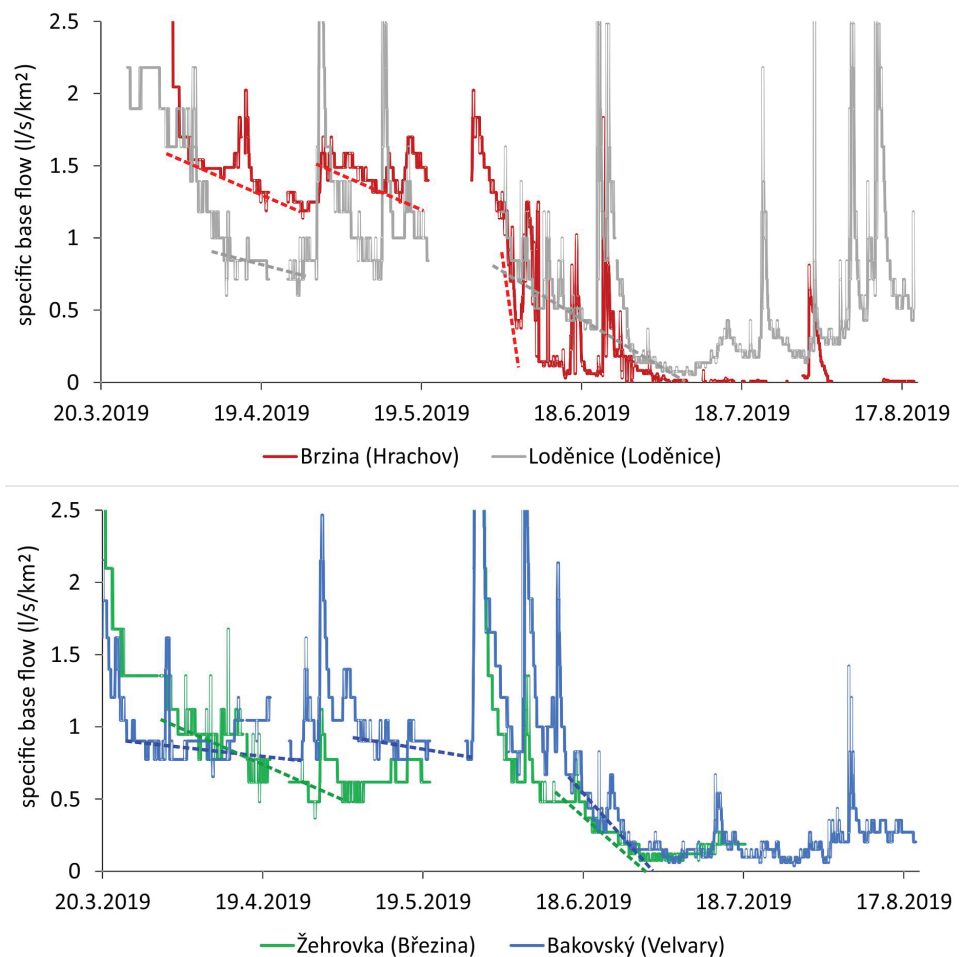 specific base flow (l/s/km²)
2.5
2
1.5
1
0.5
0
20.3.2019 19.4.2019 19.5.2019 18.6.2019 18.7.2019 17.8.2019
Brzina (Hrachov) Loděnice (Loděnice)
specific base flow (l/s/km²)
2.5
2
1.5
1
0.5
0
20.3.2019 19.4.2019 19.5.2019 18.6.2019 18.7.2019 17.8.2019
Žehrovka (Březina) Bakovský (Velvary)